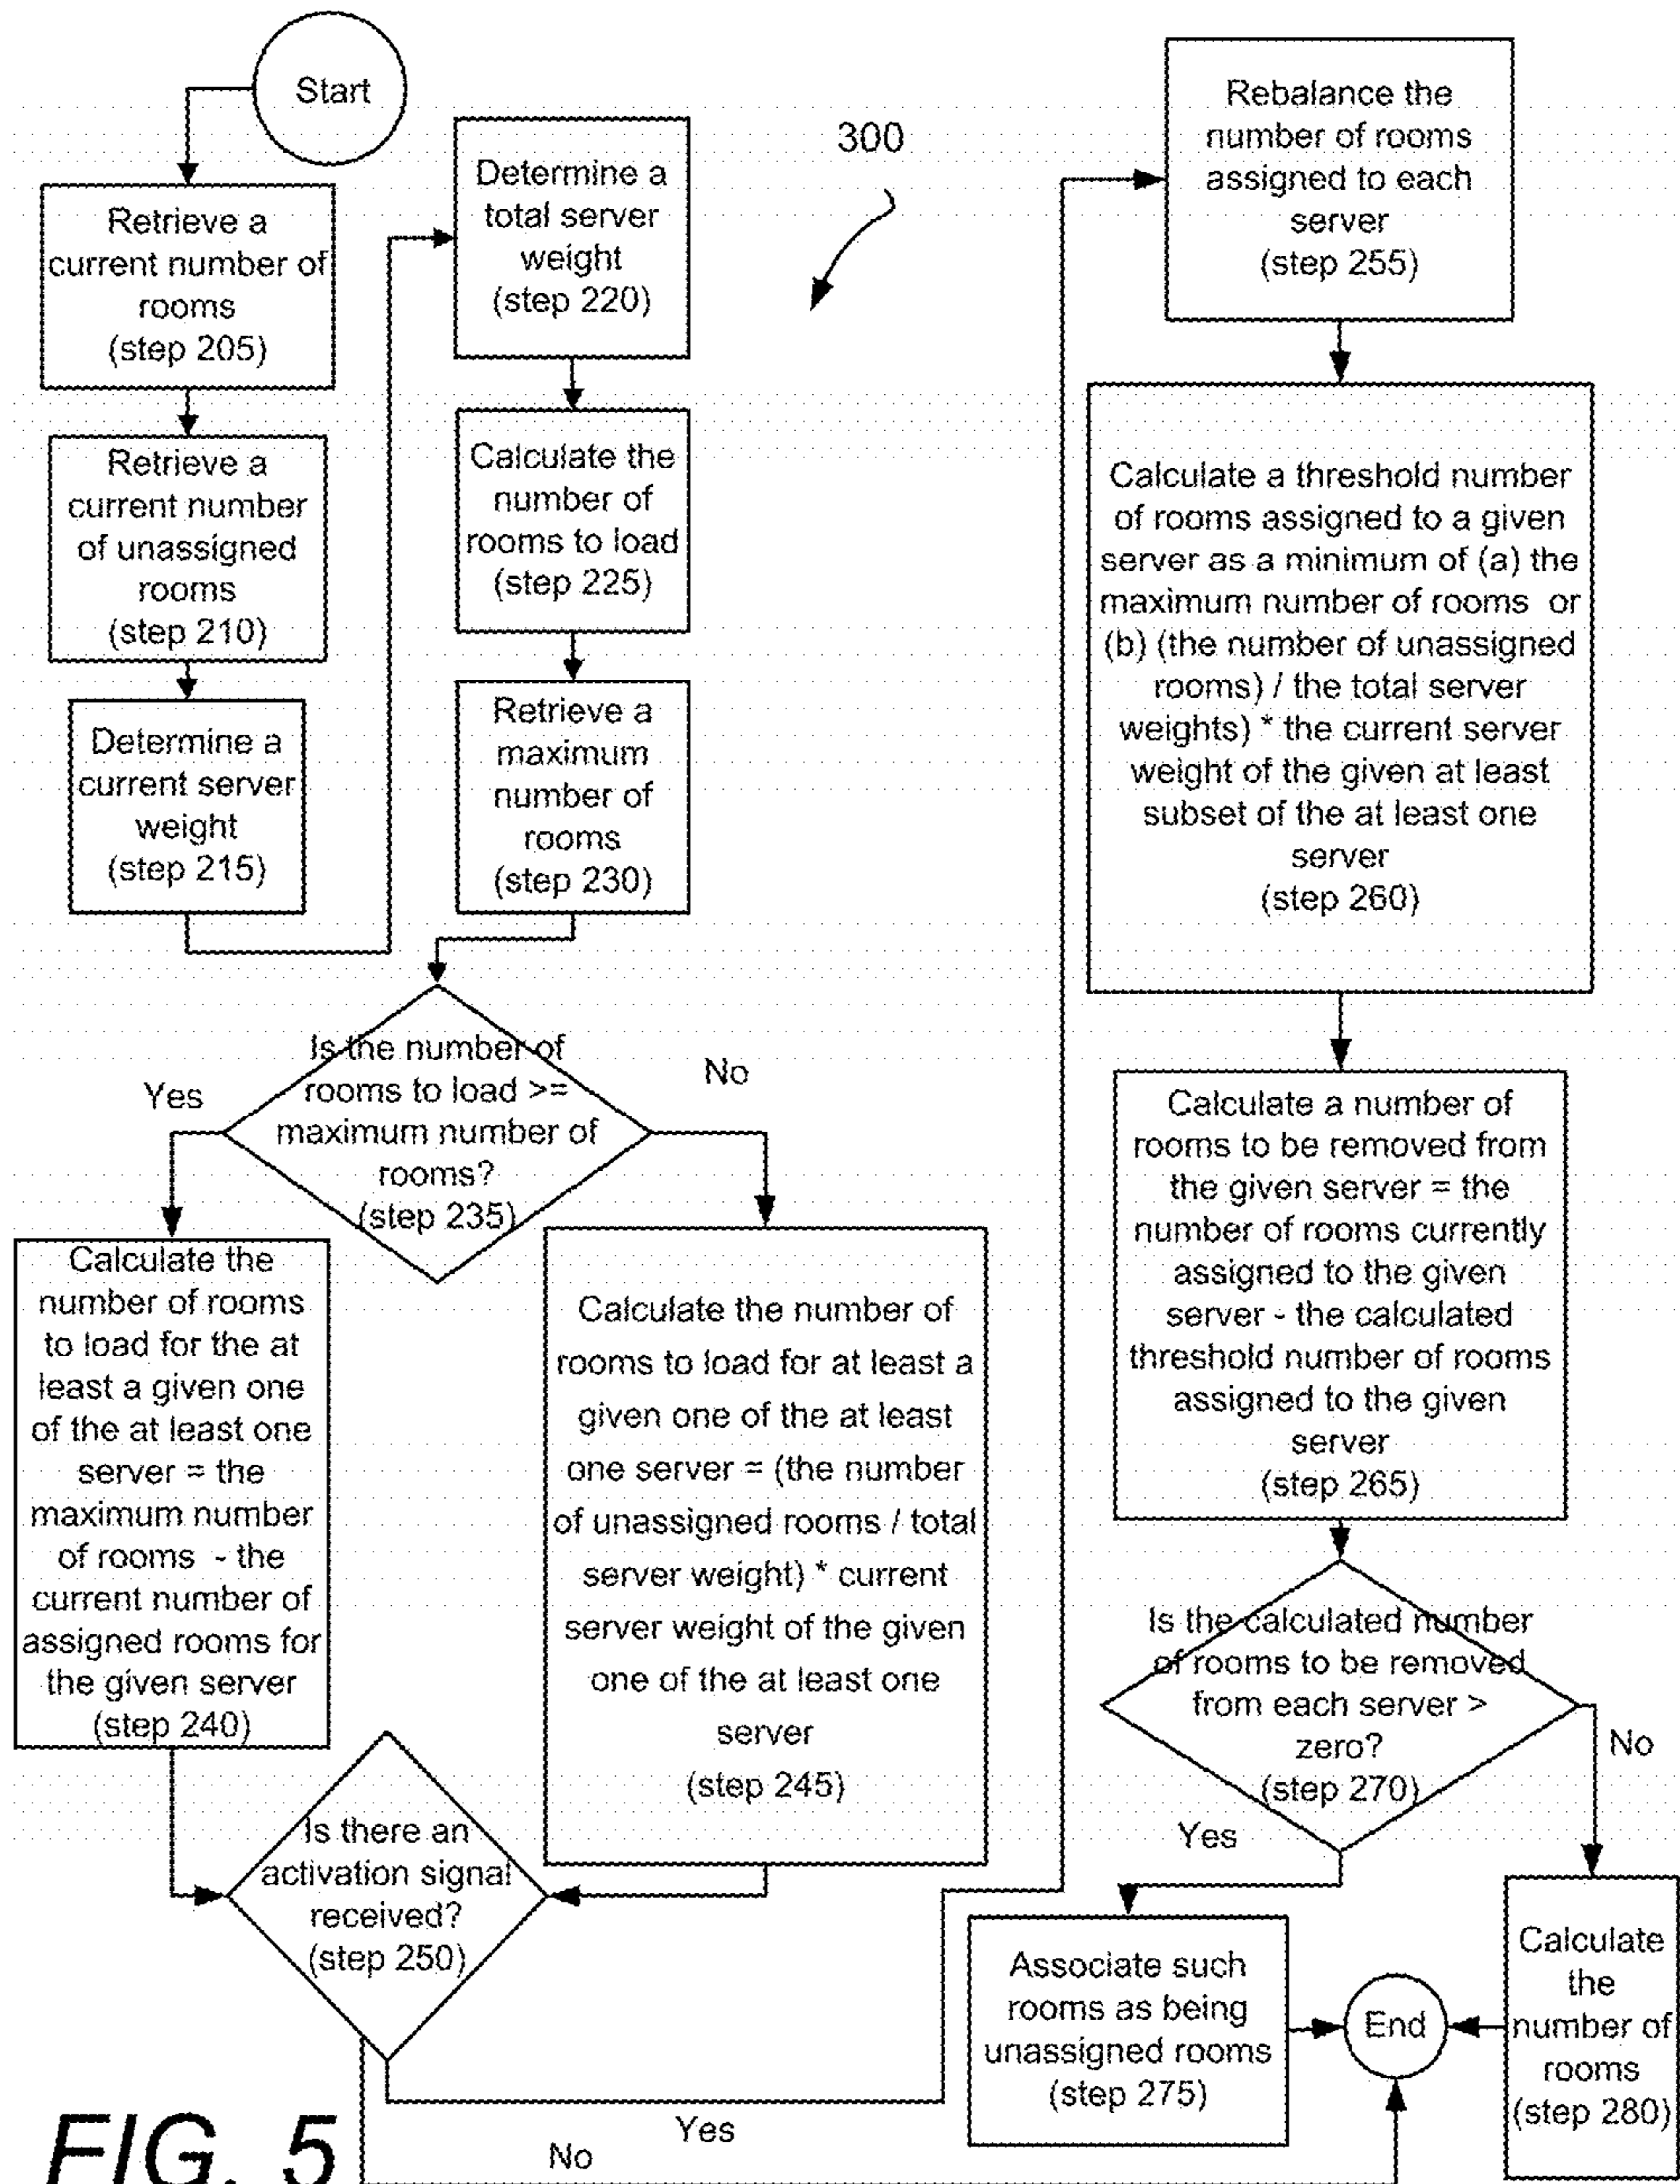 Start
Retrieve a
current number of
rooms
(step 205)
Retrieve a
current number
of unassigned
rooms
(step 210)
Determine a
current server
weight
(step 215)
Determine a
total server
weight
(step 220)
Calculate the
number of
rooms to load
(step 225)
Retrieve a
maximum
number of
rooms
(step 230)
300
Is the number of
rooms to load >=
maximum number of
rooms?
(step 235)
Yes
No
Calculate the
number of rooms
to load for the at
least a given one
of the at least one
server = the
maximum number
of rooms - the
current number of
assigned rooms for
the given server
(step 240)
Calculate the number of
rooms to load for at least a
given one of the at least
one server = (the number
of unassigned rooms / total
server weight) * current
server weight of the given
one of the at least one
server
(step 245)
Is there an
activation signal
received?
(step 250)
Yes
No
Rebalance the
number of rooms
assigned to each
server
(step 255)
Calculate a threshold number
of rooms assigned to a given
server as a minimum of (a) the
maximum number of rooms or
(b) (the number of unassigned
rooms) / the total server
weights) * the current server
weight of the given at least
subset of the at least one
server
(step 260)
Calculate a number of
rooms to be removed from
the given server = the
number of rooms currently
assigned to the given
server - the calculated
threshold number of rooms
assigned to the given
server
(step 265)
Is the calculated number
of rooms to be removed
from each server >
zero?
(step 270)
Yes
No
Associate such
rooms as being
unassigned rooms
(step 275)
End
Calculate
the
number of
rooms
(step 280)
FIG. 5